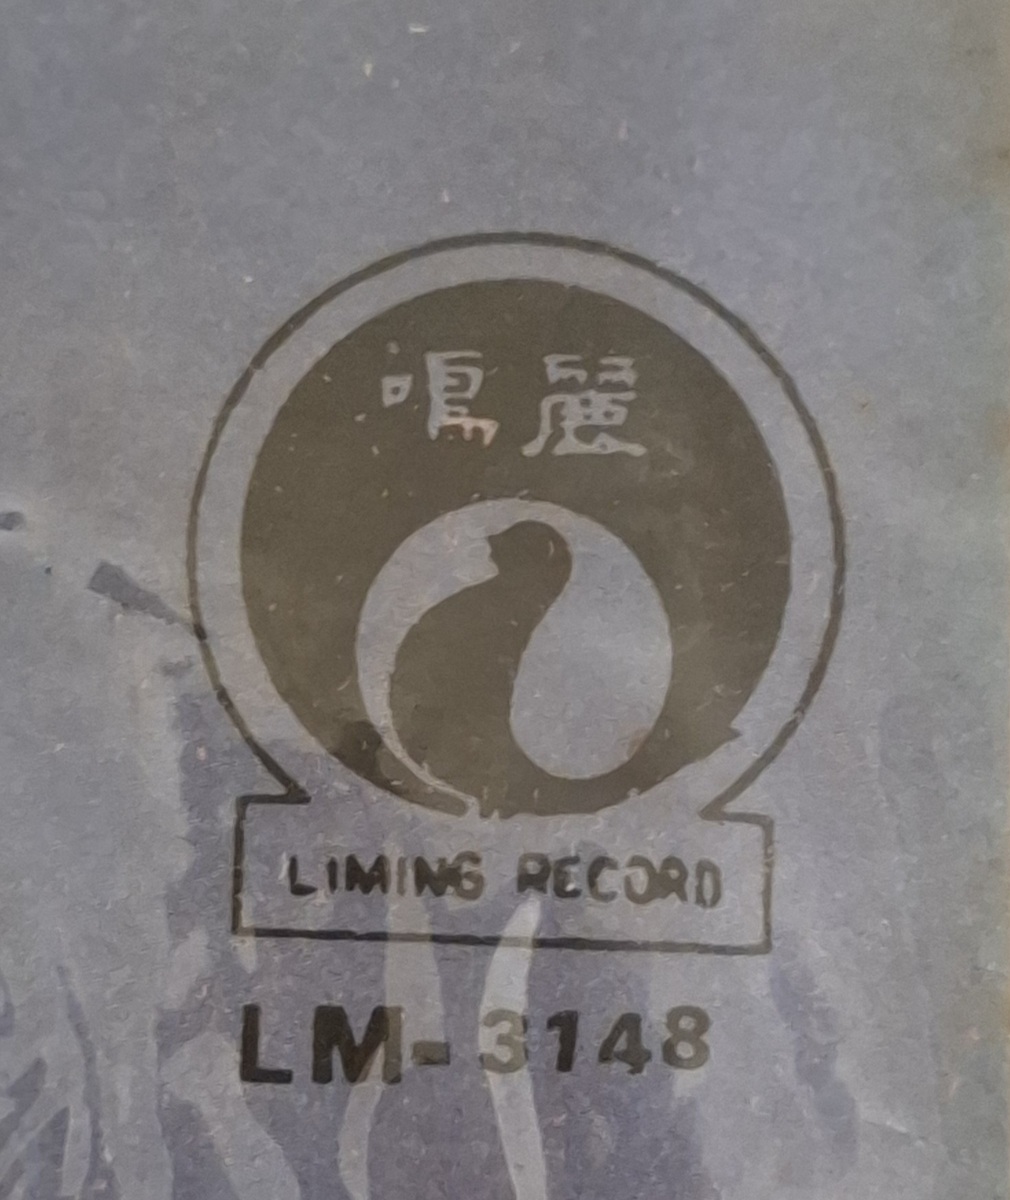 鳴麗
LIMING RECORD
LM-3148